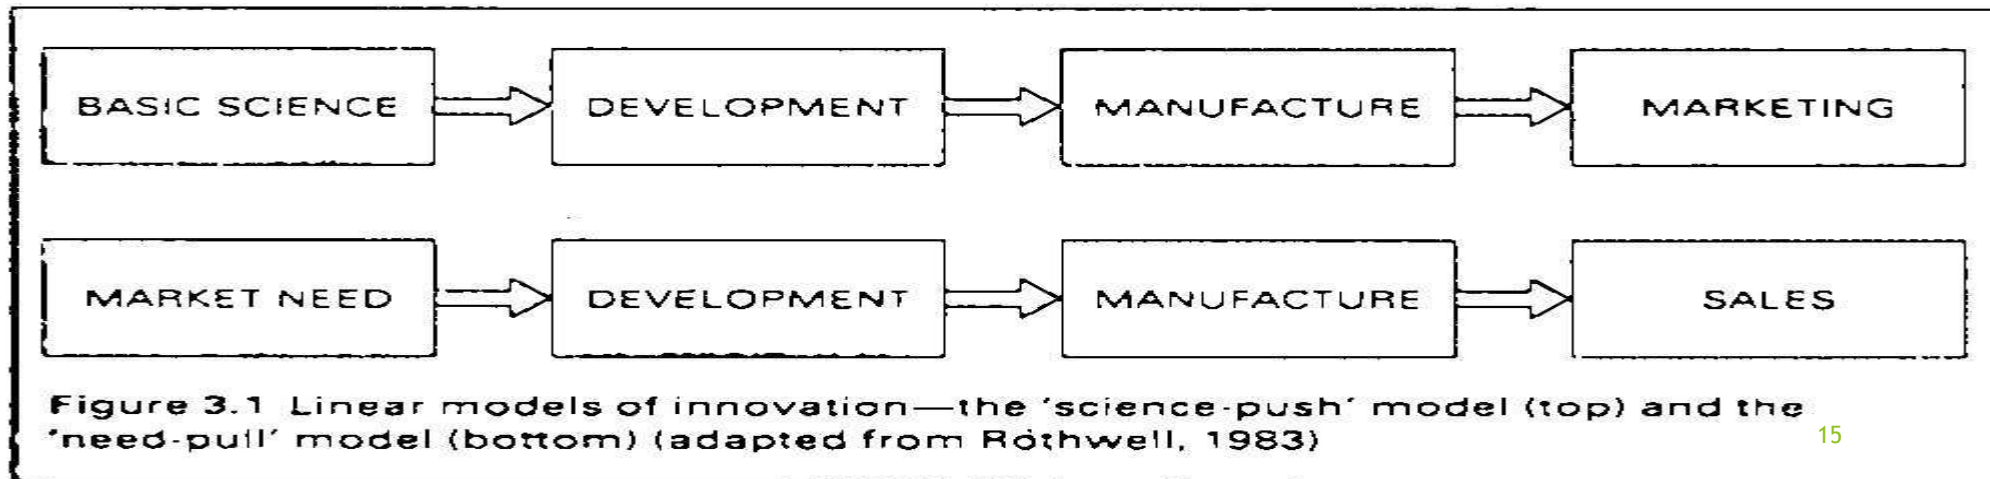 BASIC SCIENCE
DEVELOPMENT
MANUFACTURE
MARKETING
MARKET NEED
DEVELOPMENT
MANUFACTURE
SALES
Figure 3.1 Linear models of innovation—the 'science-push' model (top) and the
'need-pull' model (bottom) (adapted from Rothwell, 1983)
15